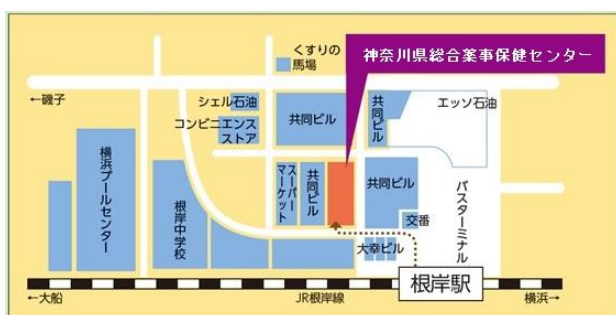 くすりの
馬場
神奈川県総合薬事保健センター
←磯子
シェル石油
コンビニエンス
ストア
共同ビル
共同ビル
エッソ石油
横浜プールセンター
根岸中学校
スーパー
マーケット
共同ビル
共同ビル
交番
バスターミナル
大幸ビル
根岸駅
←大船
JR根岸線
横浜→